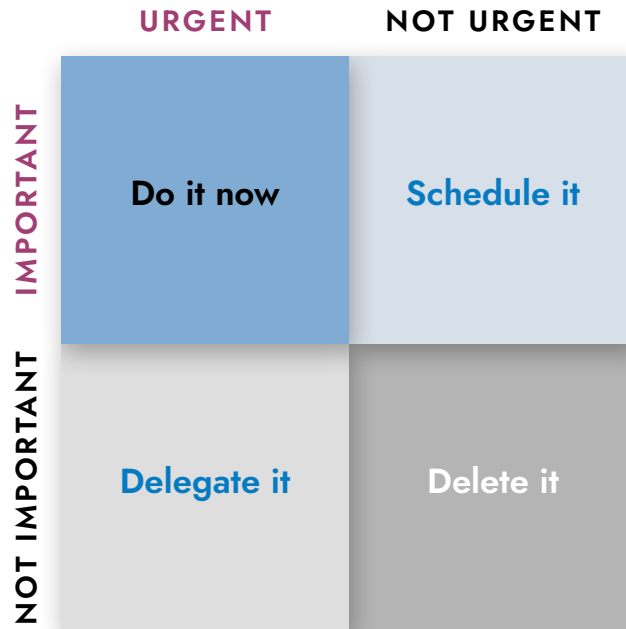 URGENT
NOT URGENT
IMPORTANT
Do it now
Schedule it
NOT IMPORTANT
Delegate it
Delete it